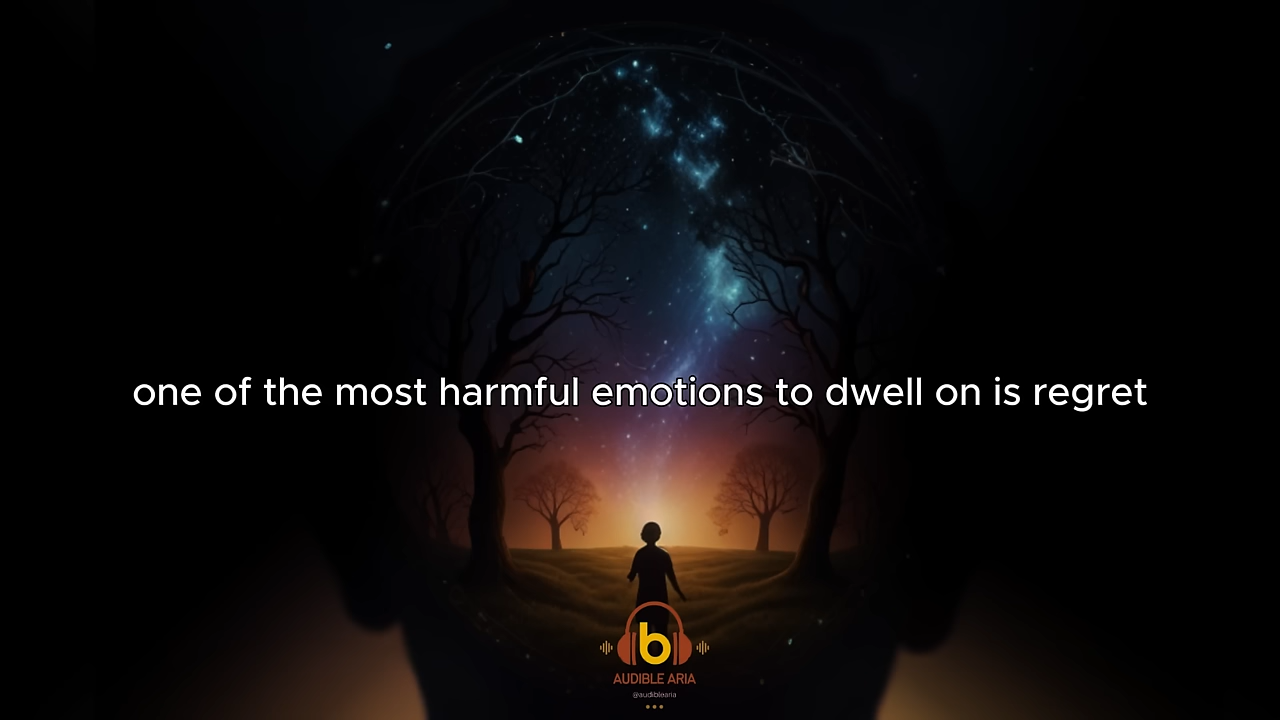 one of the most harmful emotions to dwell on is regret
b
AUDIBLE ARIA
@audiblearia